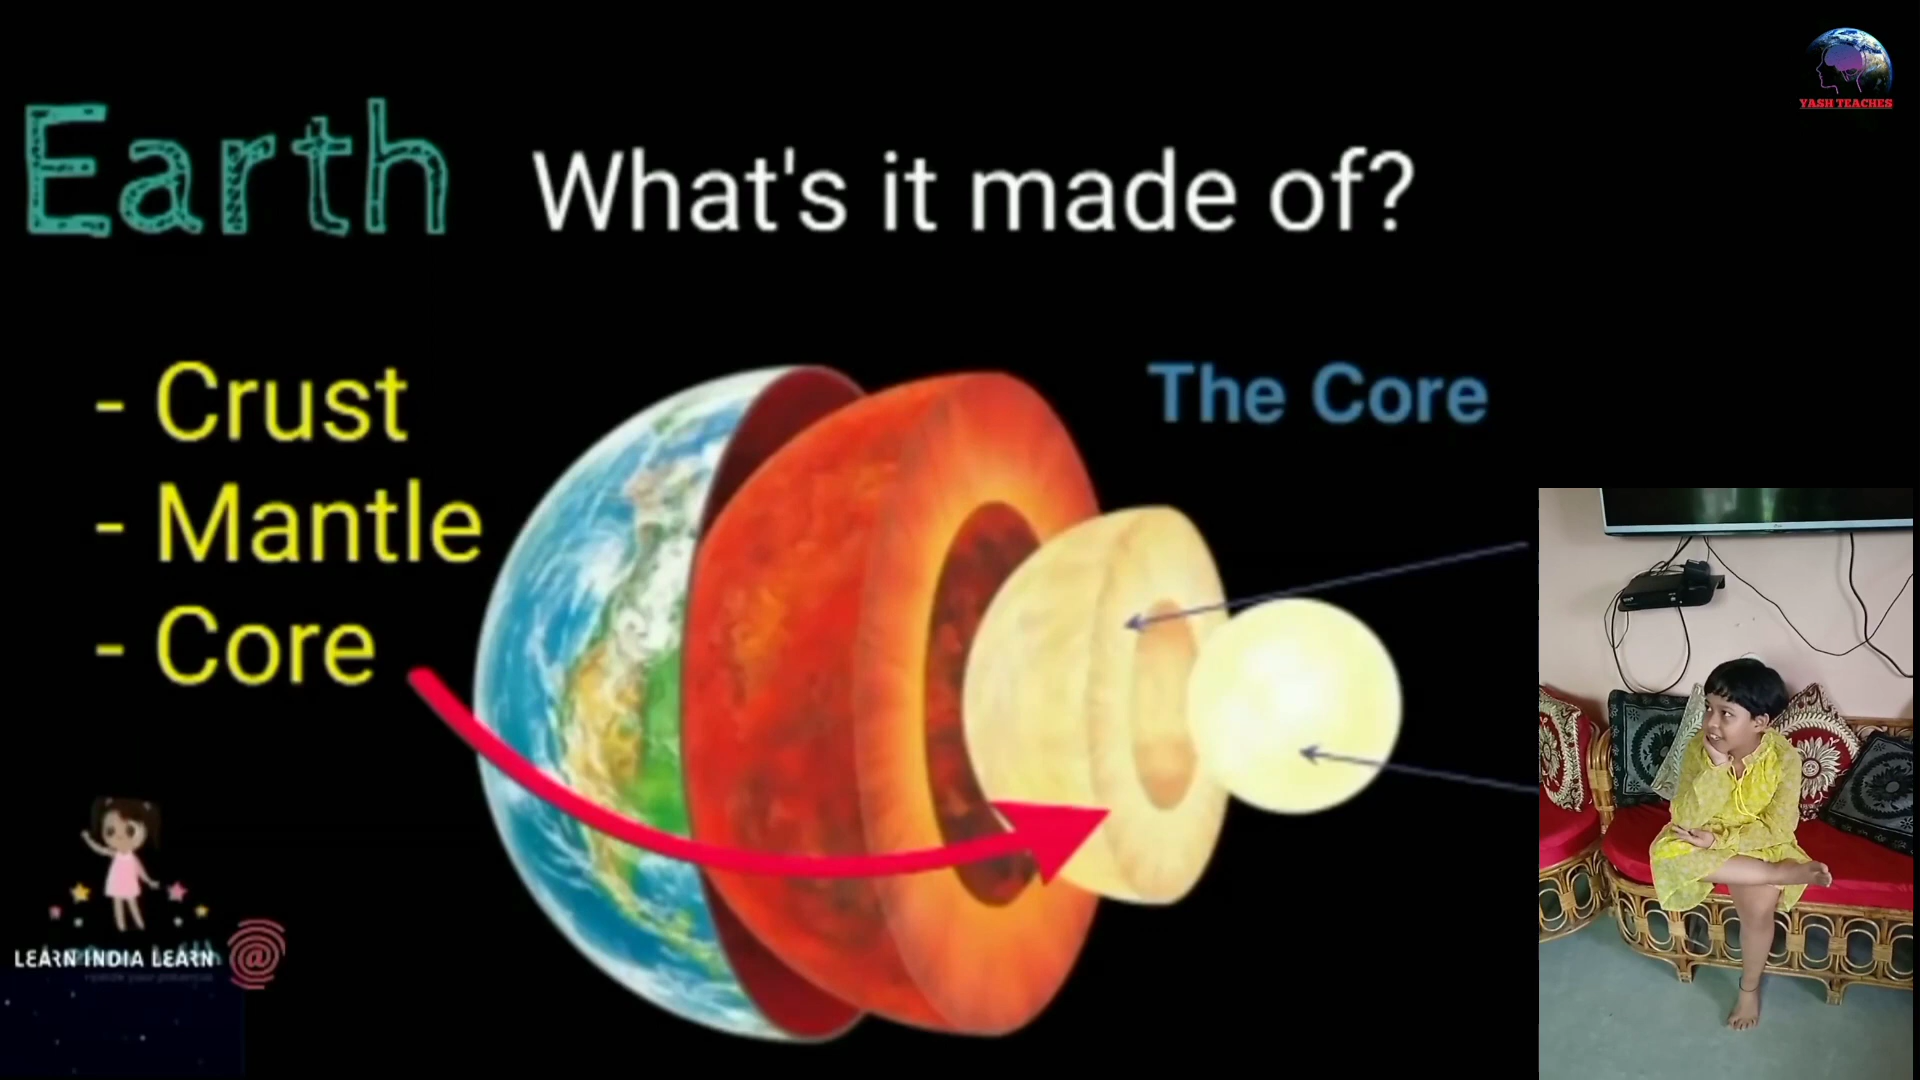 YASH TEACHES
Earth What's it made of?
- Crust
- Mantle
- Core
The Core
LEARN INDIA LEARN